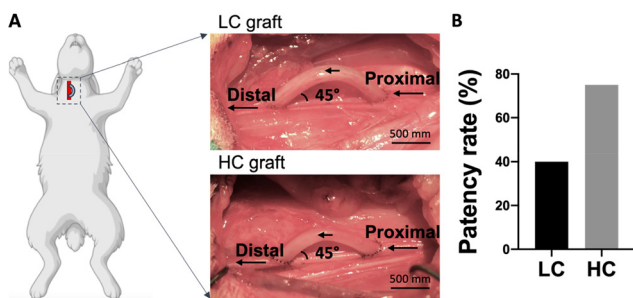 A
LC graft
Distal
45°
Proximal
500 mm
HC graft
Distal
45°
Proximal
500 mm
B
Patency rate (%)
80
60
40
20
0
LC HC